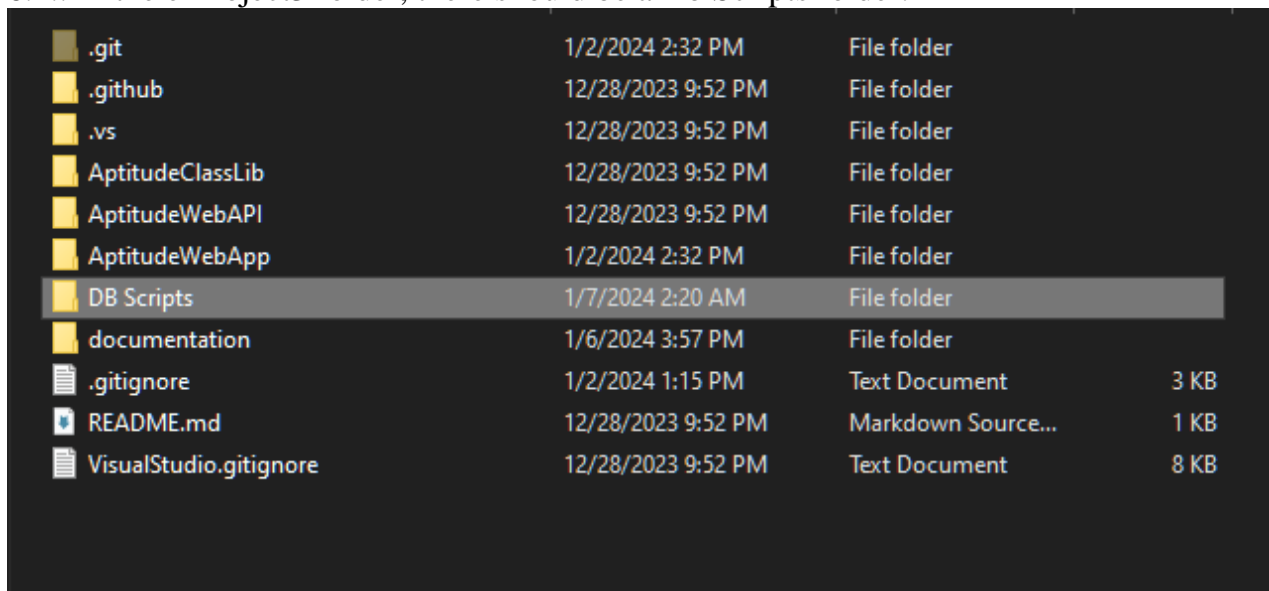 .git 1/2/2024 2:32 PM File folder
.github 12/28/2023 9:52 PM File folder
.vs 12/28/2023 9:52 PM File folder
AptitudeClassLib 12/28/2023 9:52 PM File folder
AptitudeWebAPI 12/28/2023 9:52 PM File folder
AptitudeWebApp 1/2/2024 2:32 PM File folder
DB Scripts 1/7/2024 2:20 AM File folder
documentation 1/6/2024 3:57 PM File folder
.gitignore 1/2/2024 1:15 PM Text Document 3 KB
README.md 12/28/2023 9:52 PM Markdown Source... 1 KB
VisualStudio.gitignore 12/28/2023 9:52 PM Text Document 8 KB